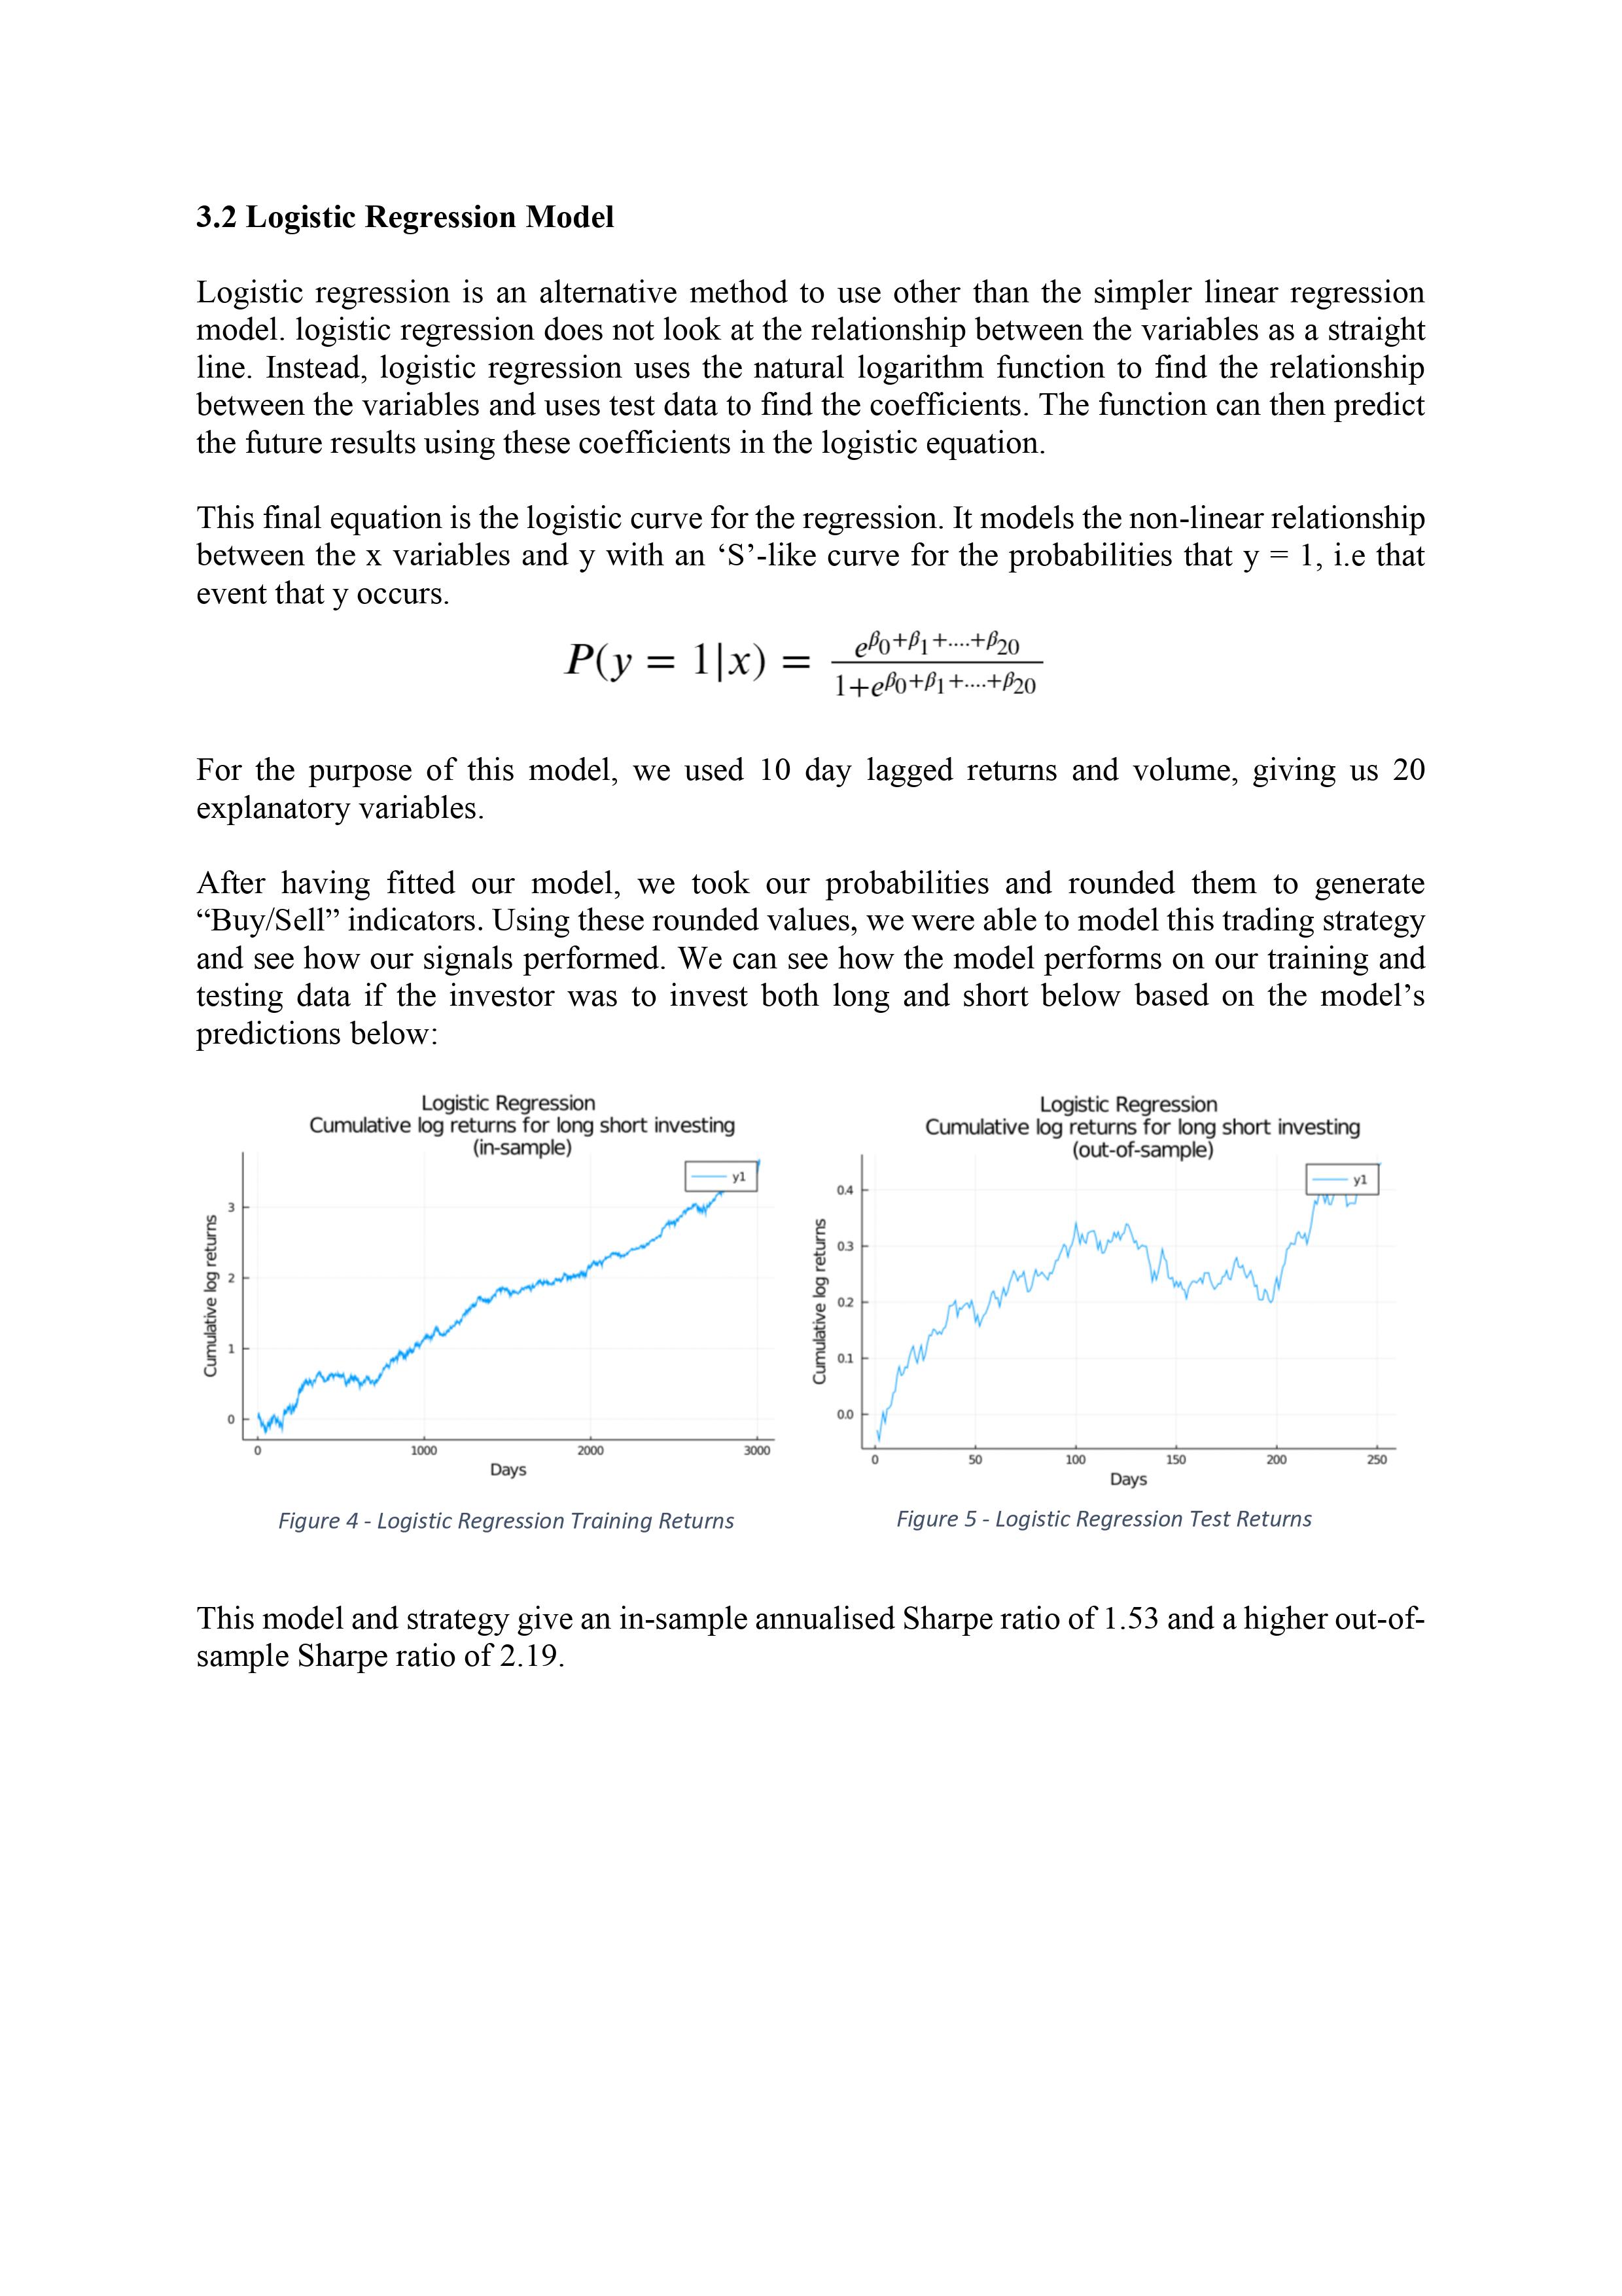 3.2 Logistic Regression Model
Logistic regression is an alternative method to use other than the simpler linear regression
model. logistic regression does not look at the relationship between the variables as a straight
line. Instead, logistic regression uses the natural logarithm function to find the relationship
between the variables and uses test data to find the coefficients. The function can then predict
the future results using these coefficients in the logistic equation.
This final equation is the logistic curve for the regression. It models the non-linear relationship
between the x variables and y with an ‘S’-like curve for the probabilities that y = 1, i.e that
event that y occurs.
P(y = 1|x) = e^{β0+β1+....+β20} / 1+e^{β0+β1+....+β20}
For the purpose of this model, we used 10 day lagged returns and volume, giving us 20
explanatory variables.
After having fitted our model, we took our probabilities and rounded them to generate
“Buy/Sell” indicators. Using these rounded values, we were able to model this trading strategy
and see how our signals performed. We can see how the model performs on our training and
testing data if the investor was to invest both long and short below based on the model’s
predictions below:
Logistic Regression
Cumulative log returns for long short investing
(in-sample)
y1
Cumulative log returns
3
2
1
0
0 1000 2000 3000
Days
Figure 4 - Logistic Regression Training Returns
Logistic Regression
Cumulative log returns for long short investing
(out-of-sample)
y1
Cumulative log returns
0.4
0.3
0.2
0.1
0.0
0 50 100 150 200 250
Days
Figure 5 - Logistic Regression Test Returns
This model and strategy give an in-sample annualised Sharpe ratio of 1.53 and a higher out-of-
sample Sharpe ratio of 2.19.